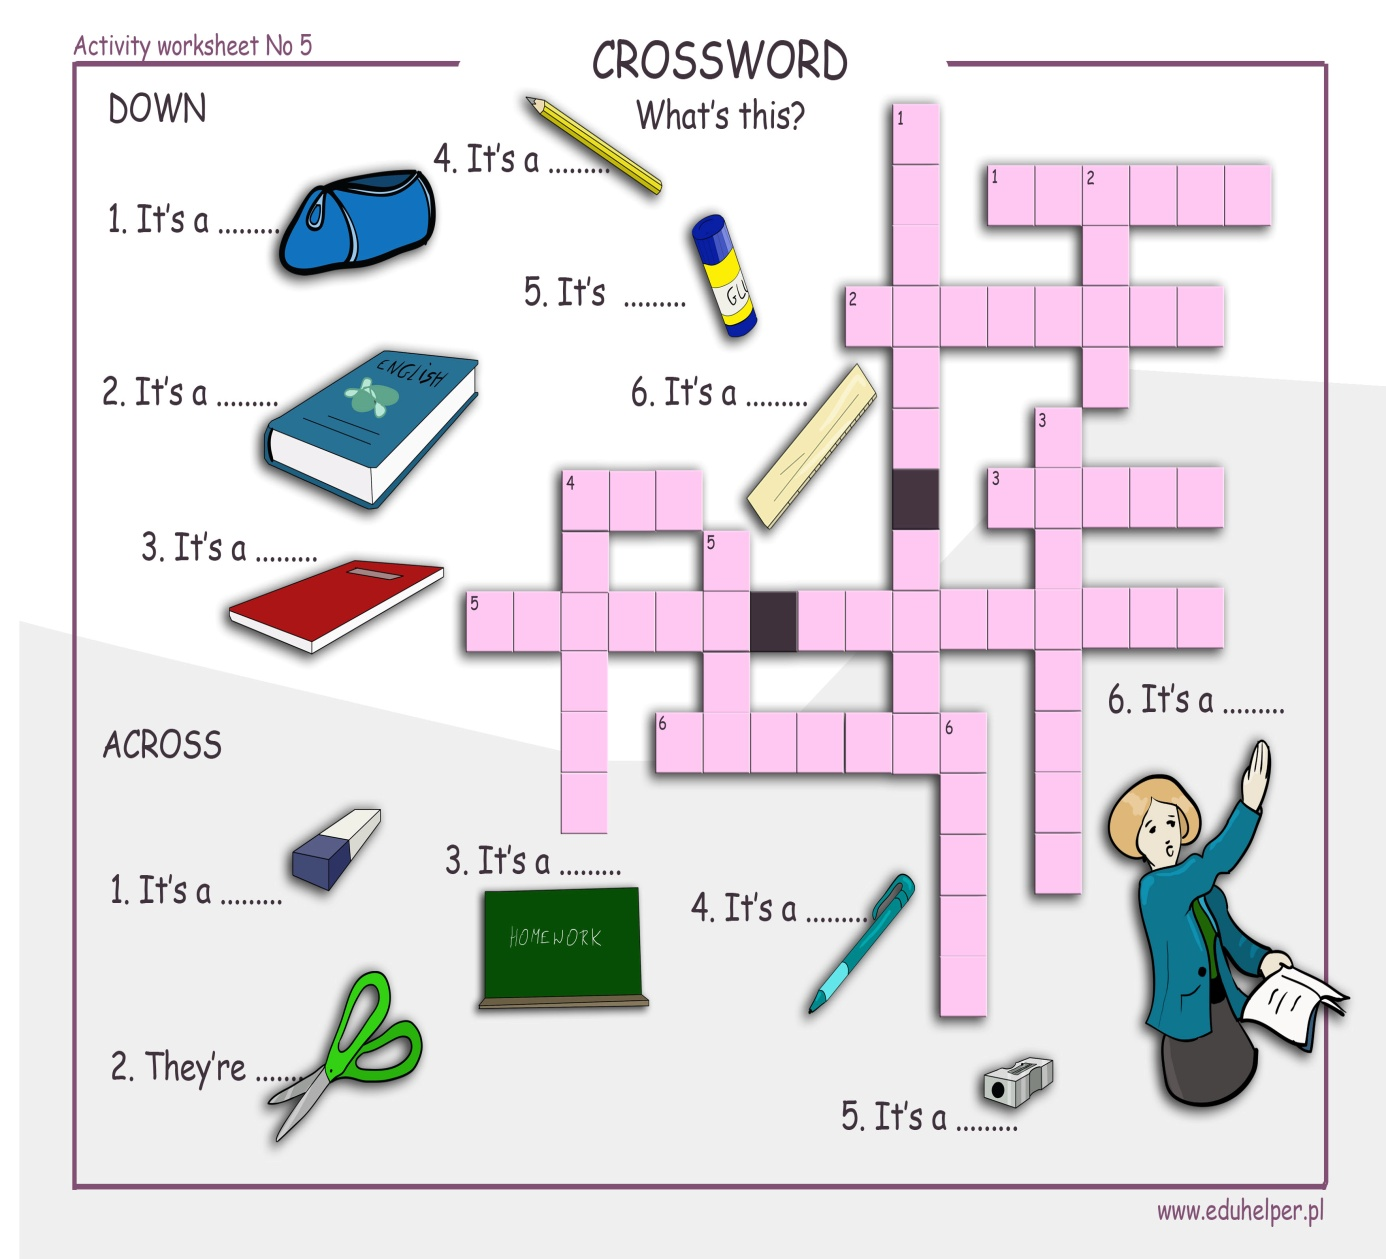 Activity worksheet No 5
CROSSWORD
What's this?
DOWN
1. It's a .........
2. It's a .........
ENGLISH
3. It's a .........
4. It's a .........
5. It's .........
GLU
6. It's a .........
1
1
2
2
3
3
4
5
5
6
6
ACROSS
1. It's a .........
2. They're .......
3. It's a .........
HOMEWORK
4. It's a .........
5. It's a .........
6. It's a .........
www.eduhelper.pl